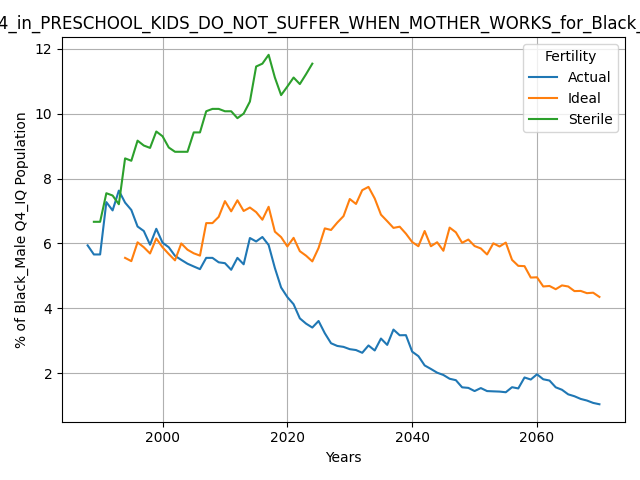 4_in_PRESCHOOL_KIDS_DO_NOT_SUFFER_WHEN_MOTHER_WORKS_for_Black_
Fertility
Actual
Ideal
Sterile
% of Black_Male Q4_IQ Population
12
10
8
6
4
2
2000
2020
2040
2060
Years